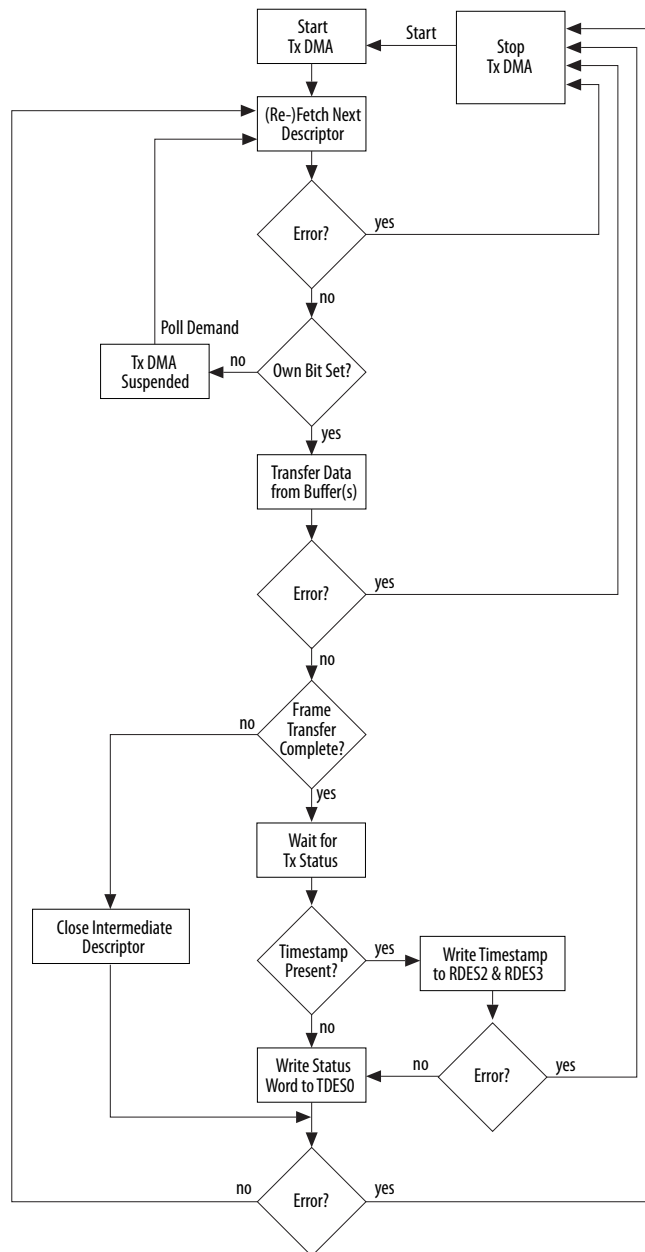 Start
Tx DMA
Start
Stop
Tx DMA
(Re-)Fetch Next
Descriptor
Error?
yes
no
Poll Demand
Tx DMA
Suspended
no
Own Bit Set?
yes
Transfer Data
from Buffer(s)
Error?
yes
no
no
Frame
Transfer
Complete?
yes
Wait for
Tx Status
Close Intermediate
Descriptor
Timestamp
Present?
yes
Write Timestamp
to RDES2 & RDES3
no
Write Status
Word to TDES0
no
Error?
yes
no
Error?
yes